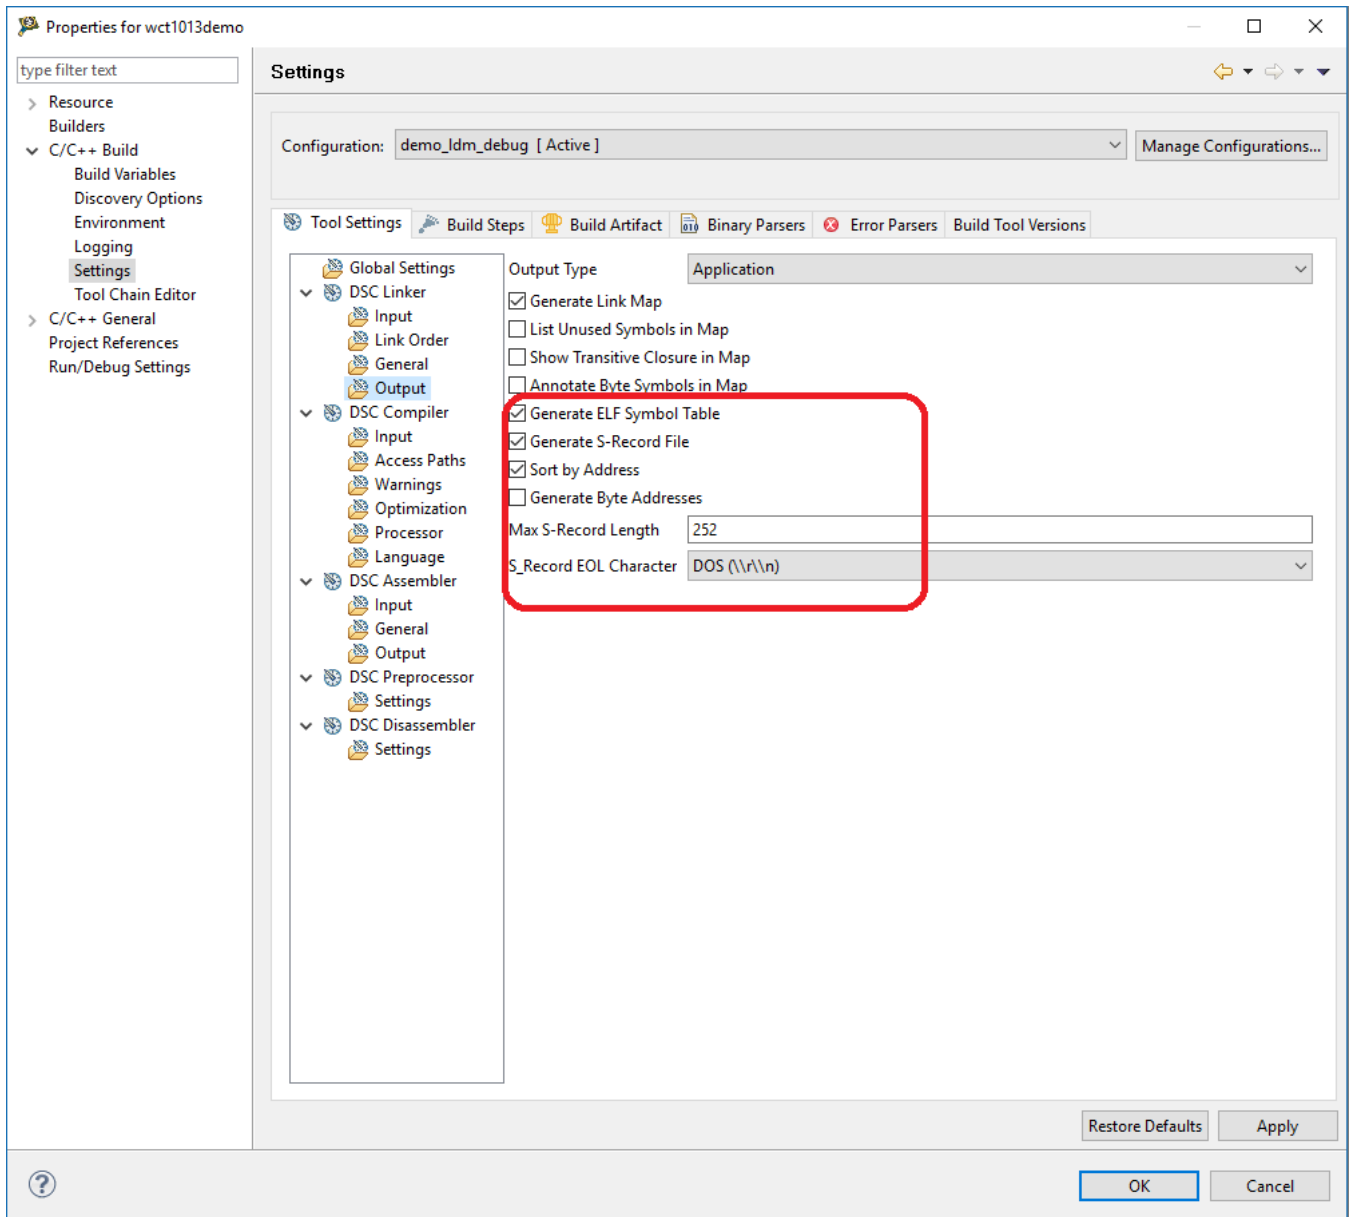 Properties for wct1013demo
type filter text
Resource
Builders
C/C++ Build
Build Variables
Discovery Options
Environment
Logging
Settings
Tool Chain Editor
C/C++ General
Project References
Run/Debug Settings
Settings
Configuration: demo_ldm_debug [ Active ] Manage Configurations...
Tool Settings Build Steps Build Artifact Binary Parsers Error Parsers Build Tool Versions
Global Settings
DSC Linker
Input
Link Order
General
Output
DSC Compiler
Input
Access Paths
Warnings
Optimization
Processor
Language
DSC Assembler
Input
General
Output
DSC Preprocessor
Settings
DSC Disassembler
Settings
Output Type Application
Generate Link Map
List Unused Symbols in Map
Show Transitive Closure in Map
Annotate Byte Symbols in Map
Generate ELF Symbol Table
Generate S-Record File
Sort by Address
Generate Byte Addresses
Max S-Record Length 252
S_Record EOL Character DOS (\\r\\n)
Restore Defaults Apply
OK Cancel